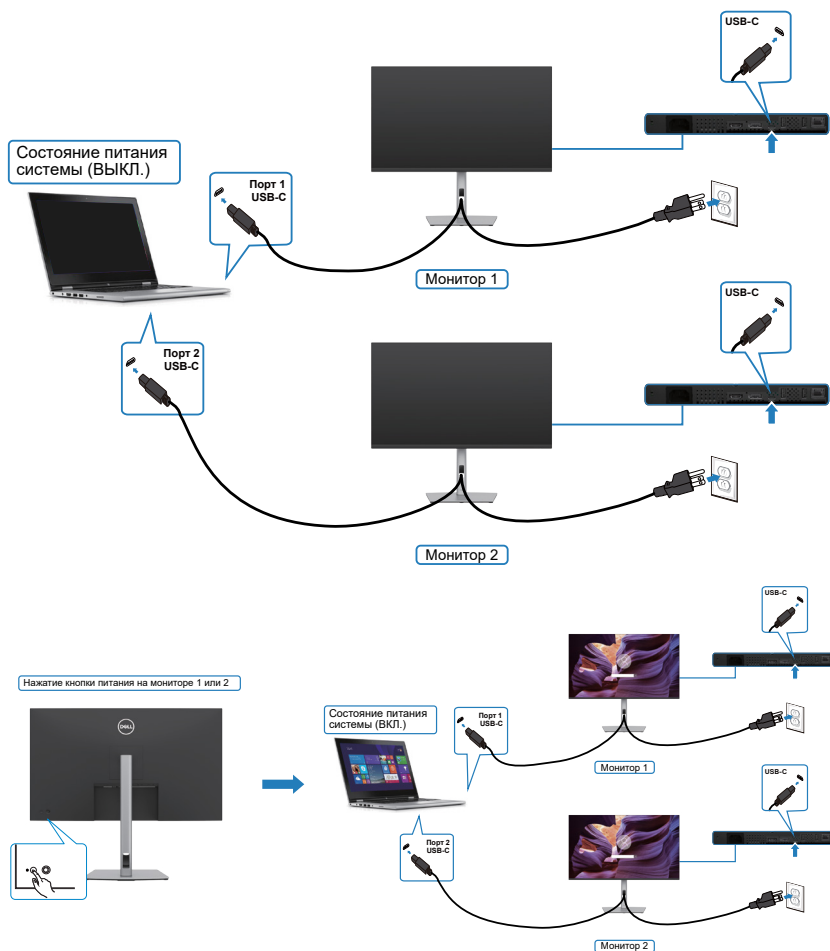 USB-C
Состояние питания
системы (ВЫКЛ.)
Порт 1
USB-C
Монитор 1
USB-C
Порт 2
USB-C
Монитор 2
USB-C
Нажатие кнопки питания на мониторе 1 или 2
DELL
Состояние питания
системы (ВКЛ.)
Порт 1
USB-C
Монитор 1
USB-C
Порт 2
USB-C
Монитор 2